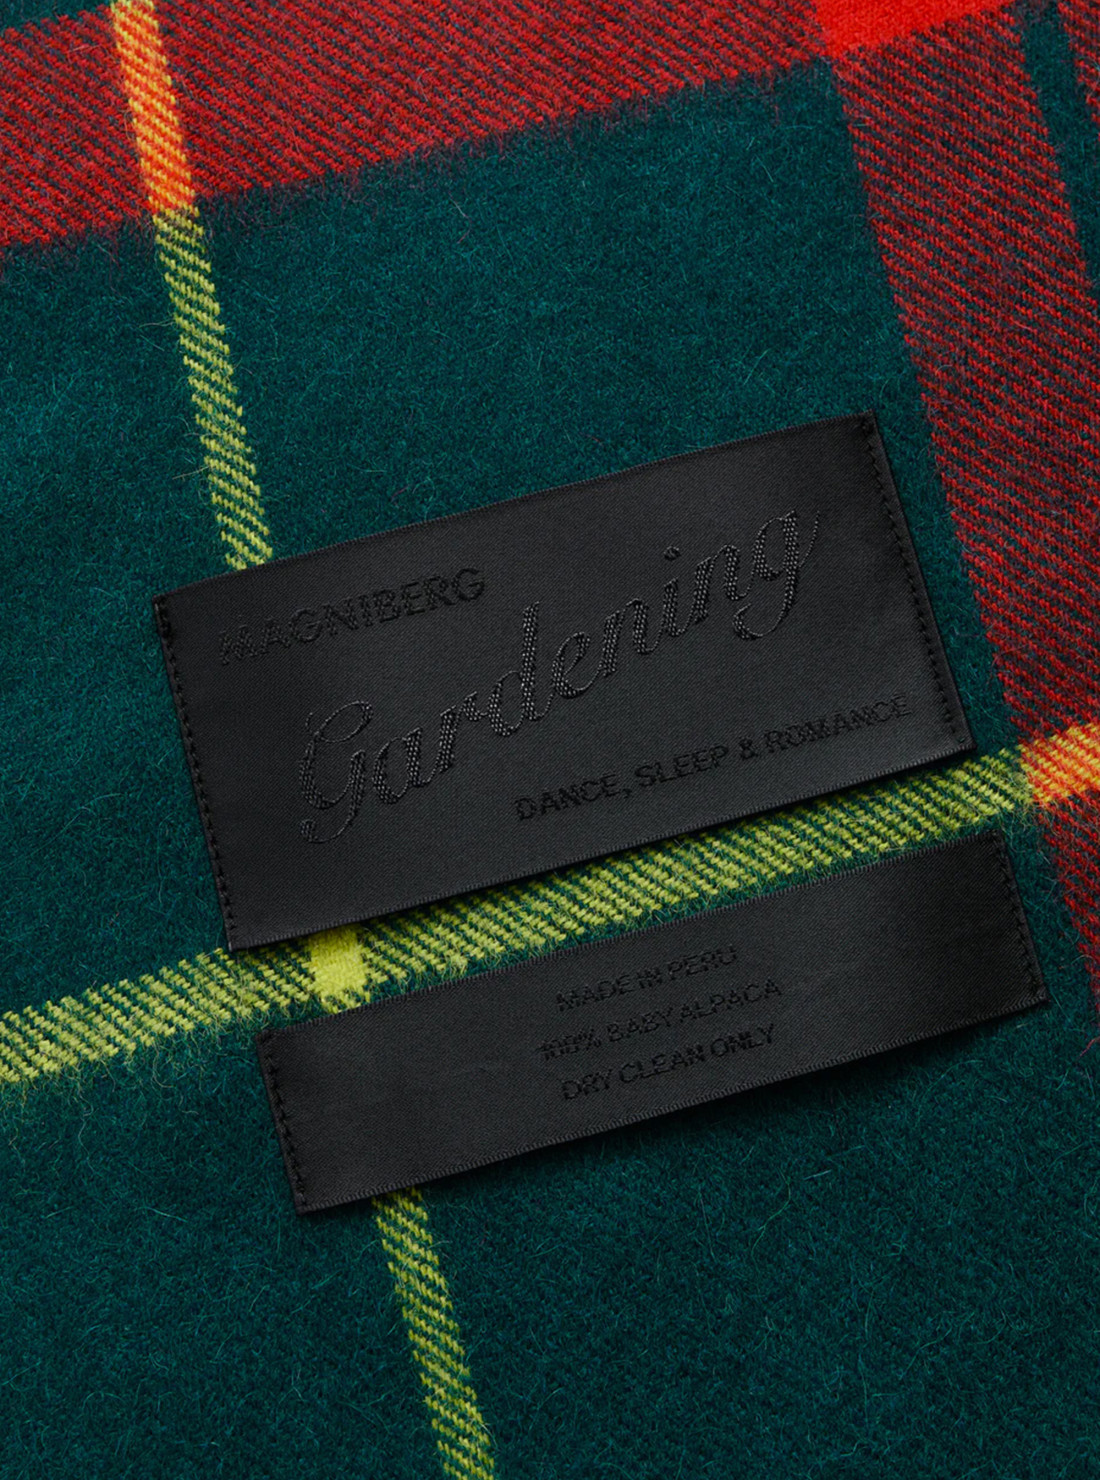 MAGNIBERG
Gardening
DANCE, SLEEP & ROMANCE
MADE IN PERU
100% BABY ALPACA
DRY CLEAN ONLY